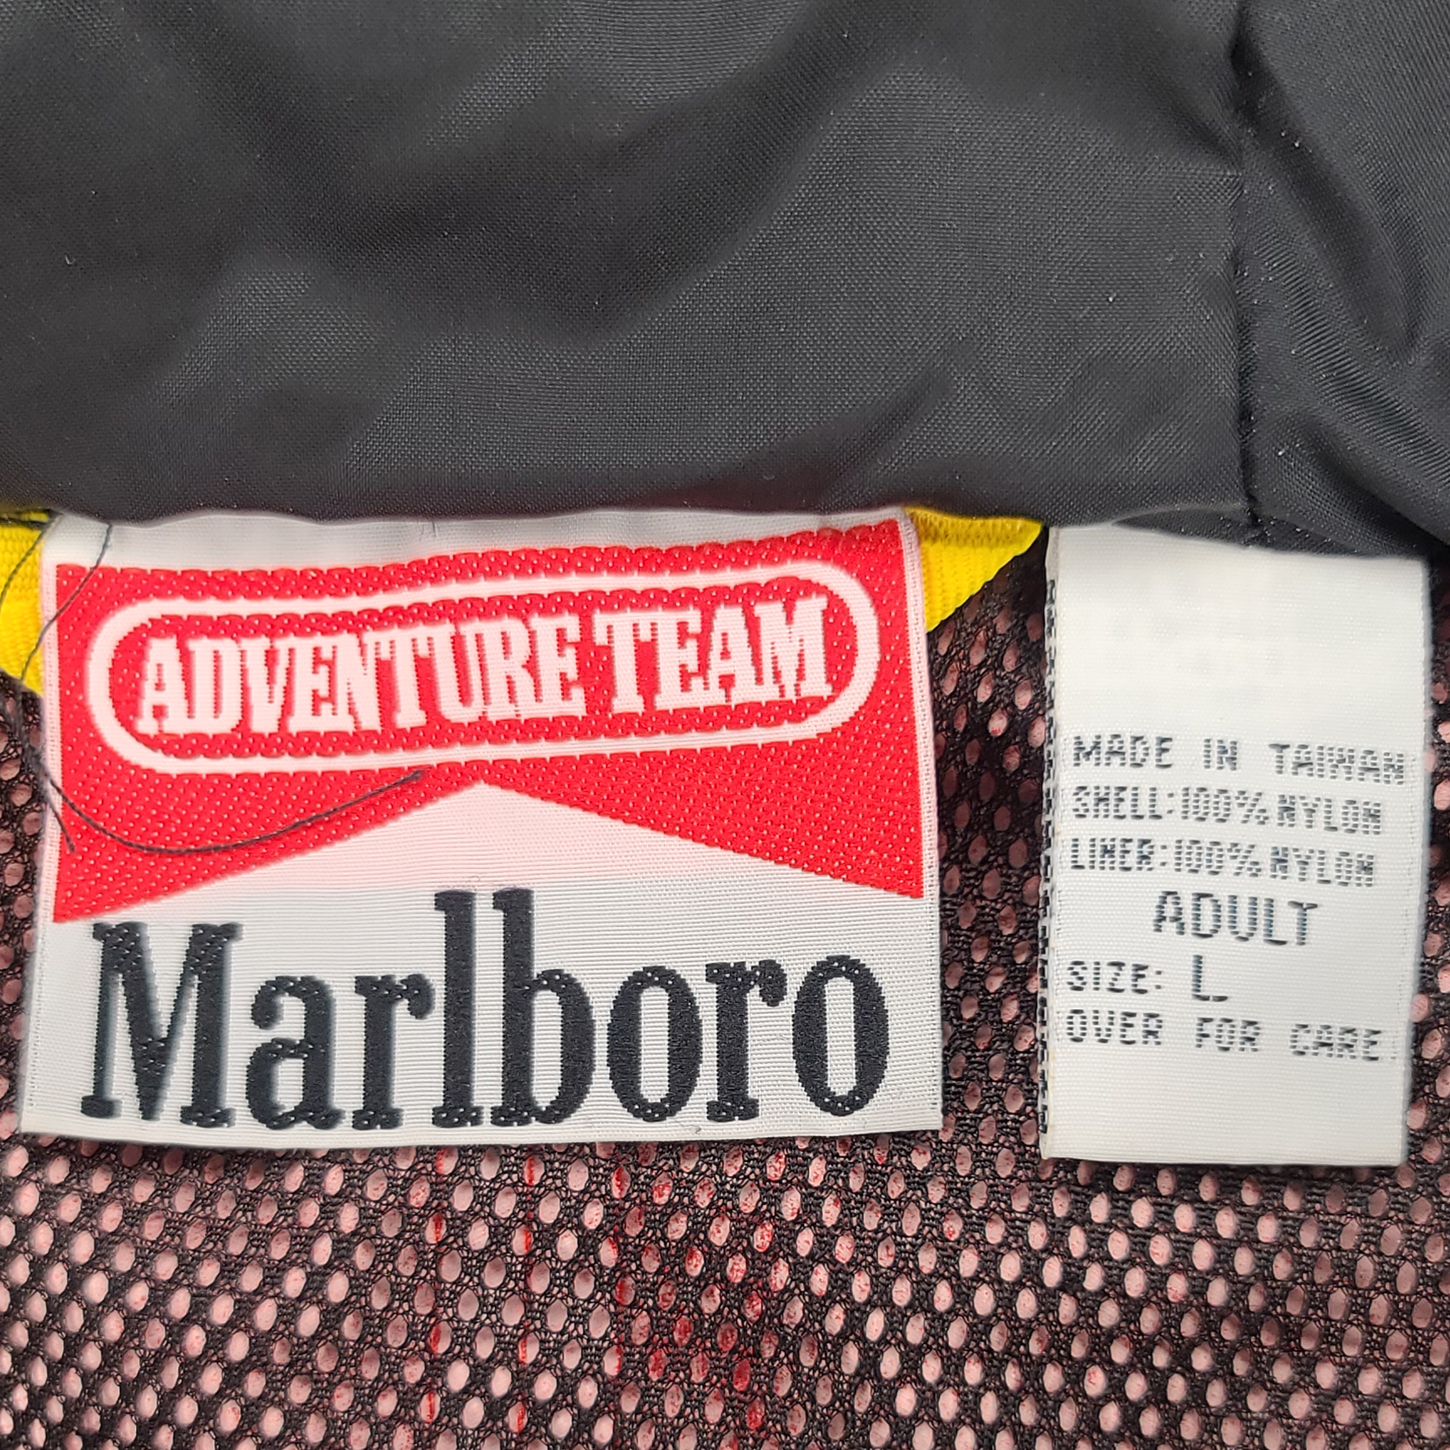 ADVENTURE TEAM
Marlboro
MADE IN TAIWAN
SHELL:100% NYLON
LINER:100% NYLON
ADULT
SIZE: L
OVER FOR CARE